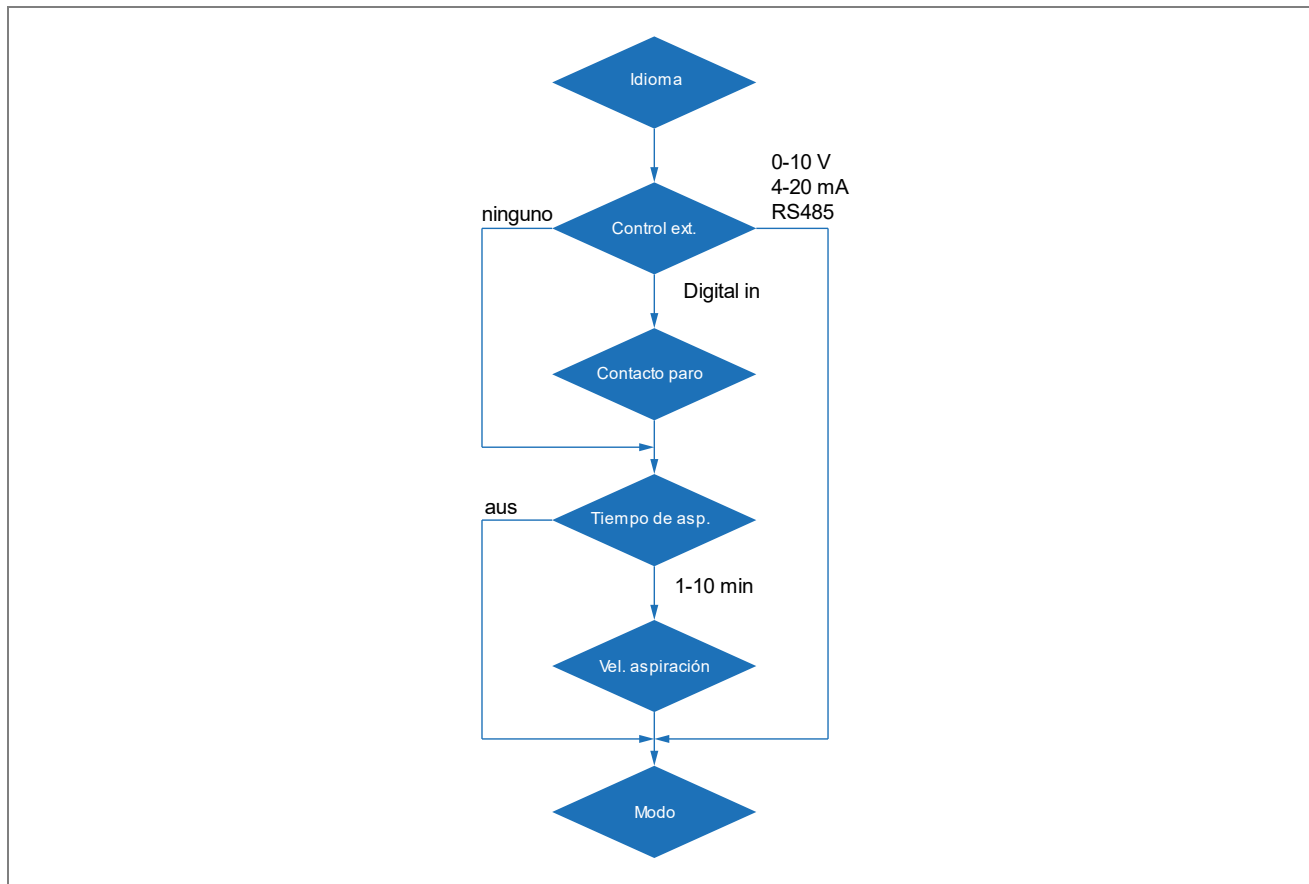 Idioma
0-10 V
4-20 mA
RS485
ninguno
Control ext.
Digital in
Contacto paro
aus
Tiempo de asp.
1-10 min
Vel. aspiración
Modo